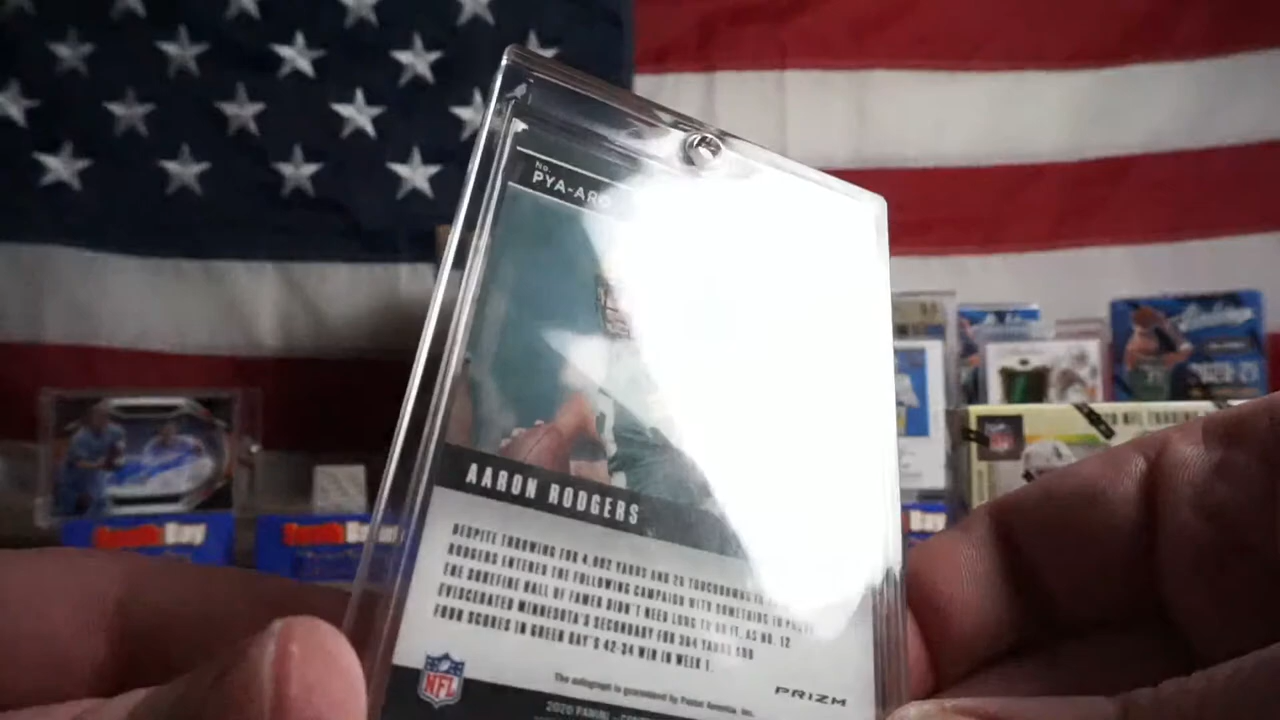 No.
PYA-ARO
AARON RODGERS
DESPITE THROWING FOR 4,002 YARDS AND 26 TOUCHDOWNS IN
RODGERS ENTERED THE FOLLOWING CAMPAIGN WITH SOMETHING TO PROVE.
THE SUREFIRE HALL OF FAMER DIDN'T NEED LONG TO DO IT, AS NO. 12
EVISCERATED MINNESOTA'S SECONDARY FOR 364 YARDS AND
FOUR SCORES IN GREEN BAY'S 42-34 WIN IN WEEK 1.
NFL
The autograph is guaranteed by Panini America, Inc.
PRIZM
2020 PANINI